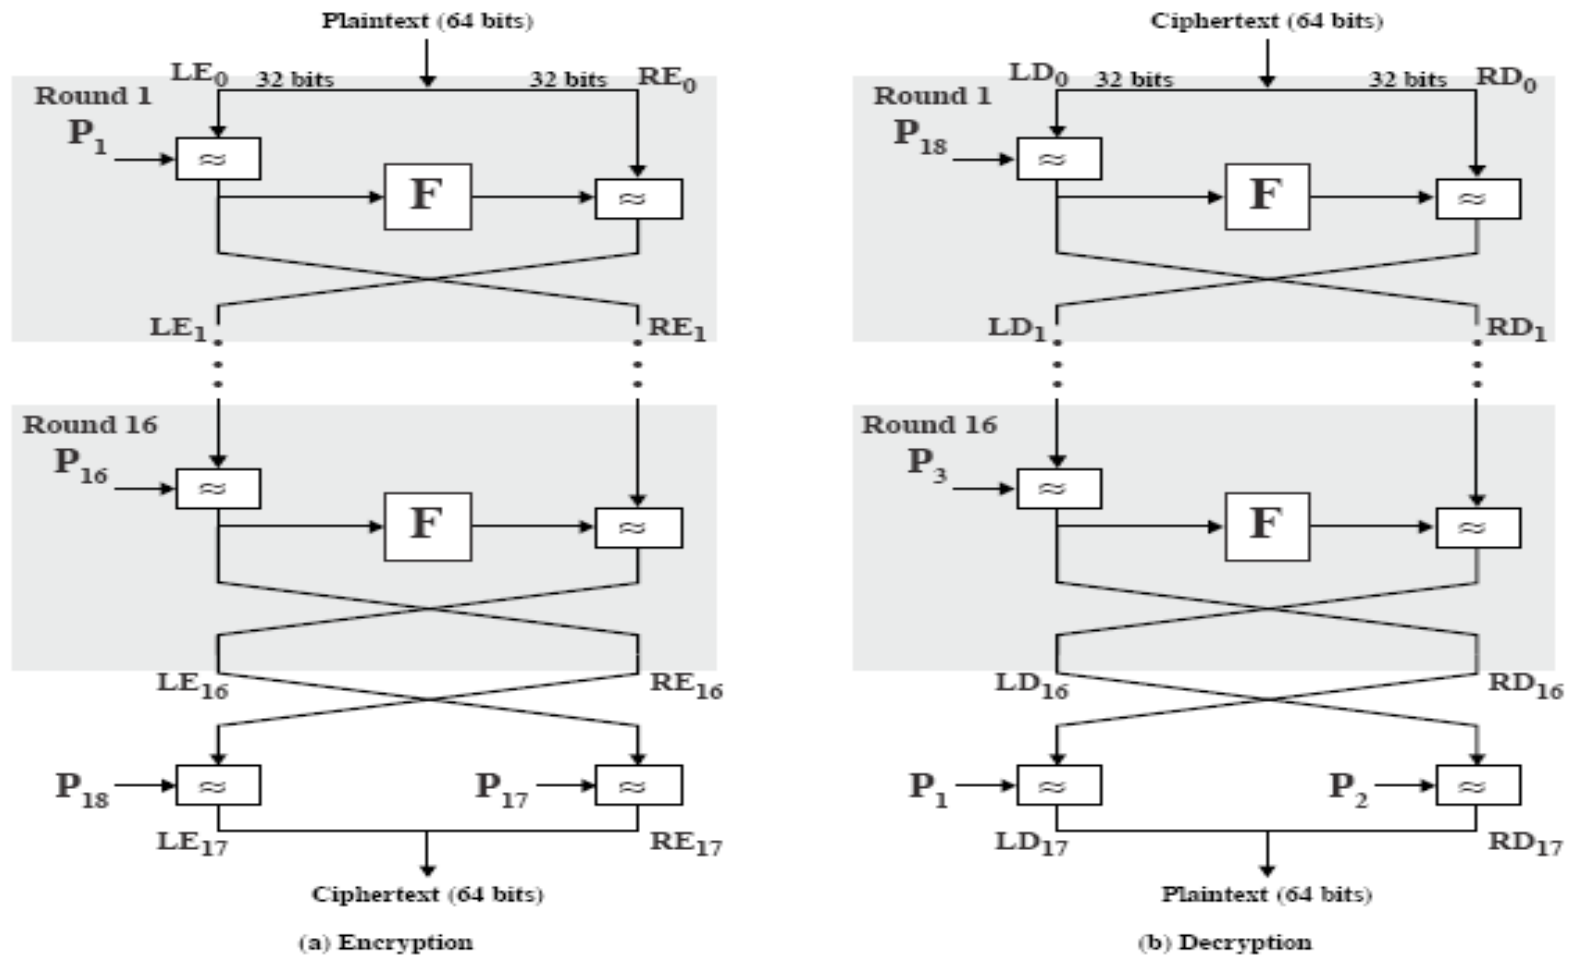 Plaintext (64 bits)
LE0 32 bits 32 bits RE0
Round 1
P1
≈
F
≈
LE1 RE1
Round 16
P16
≈
F
≈
LE16 RE16
P18 ≈ P17 ≈
LE17 RE17
Ciphertext (64 bits)
(a) Encryption
Ciphertext (64 bits)
LD0 32 bits 32 bits RD0
Round 1
P18
≈
F
≈
LD1 RD1
Round 16
P3
≈
F
≈
LD16 RD16
P1 ≈ P2 ≈
LD17 RD17
Plaintext (64 bits)
(b) Decryption